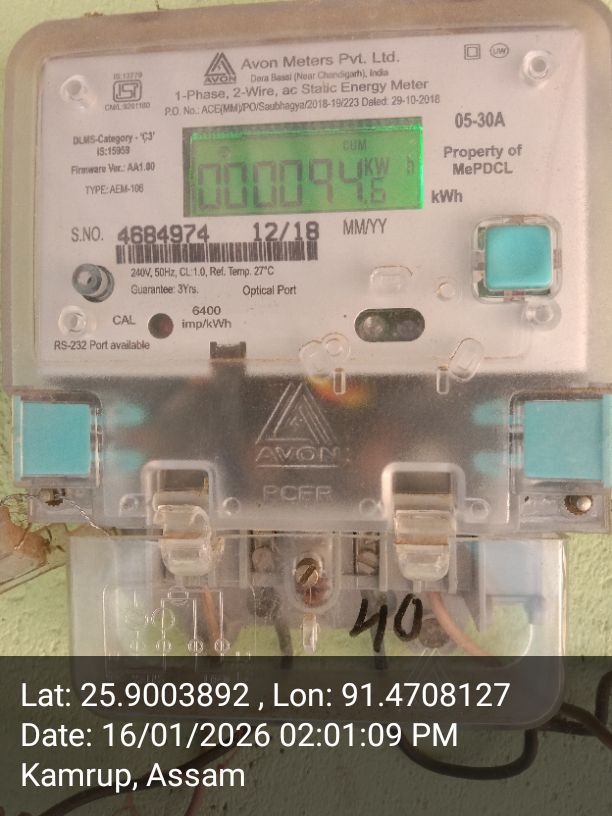 IS:13779
CM/L 9291160
AVON
Avon Meters Pvt. Ltd.
Dera Bassi (Near Chandigarh), India
1-Phase, 2-Wire, ac Static Energy Meter
P.O. No.: ACE(MM)/PO/Saubhagya/2018-19/223 Dated: 29-10-2018
UW
DLMS-Category - 'C3'
IS:15959
Firmware Ver.: AA1.00
TYPE: AEM-106
CUM
000094.6 KW h
kWh
05-30A
Property of
MePDCL
S.NO. 4684974 12/18 MM/YY
240V, 50Hz, CL:1.0, Ref. Temp. 27°C
Guarantee: 3Yrs. Optical Port
CAL 6400
imp/kWh
RS-232 Port available
AVON
40
Lat: 25.9003892 , Lon: 91.4708127
Date: 16/01/2026 02:01:09 PM
Kamrup, Assam